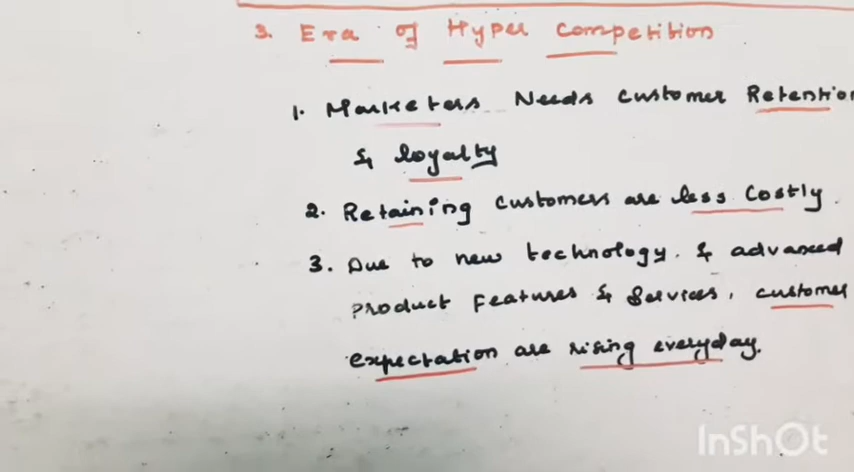 3. Era of Hyper Competition
1. Marketers Needs customer Retention
& loyalty
2. Retaining customers are less costly.
3. Due to new technology. & advanced
product features & services, customer
expectation are rising everyday.
InShOt